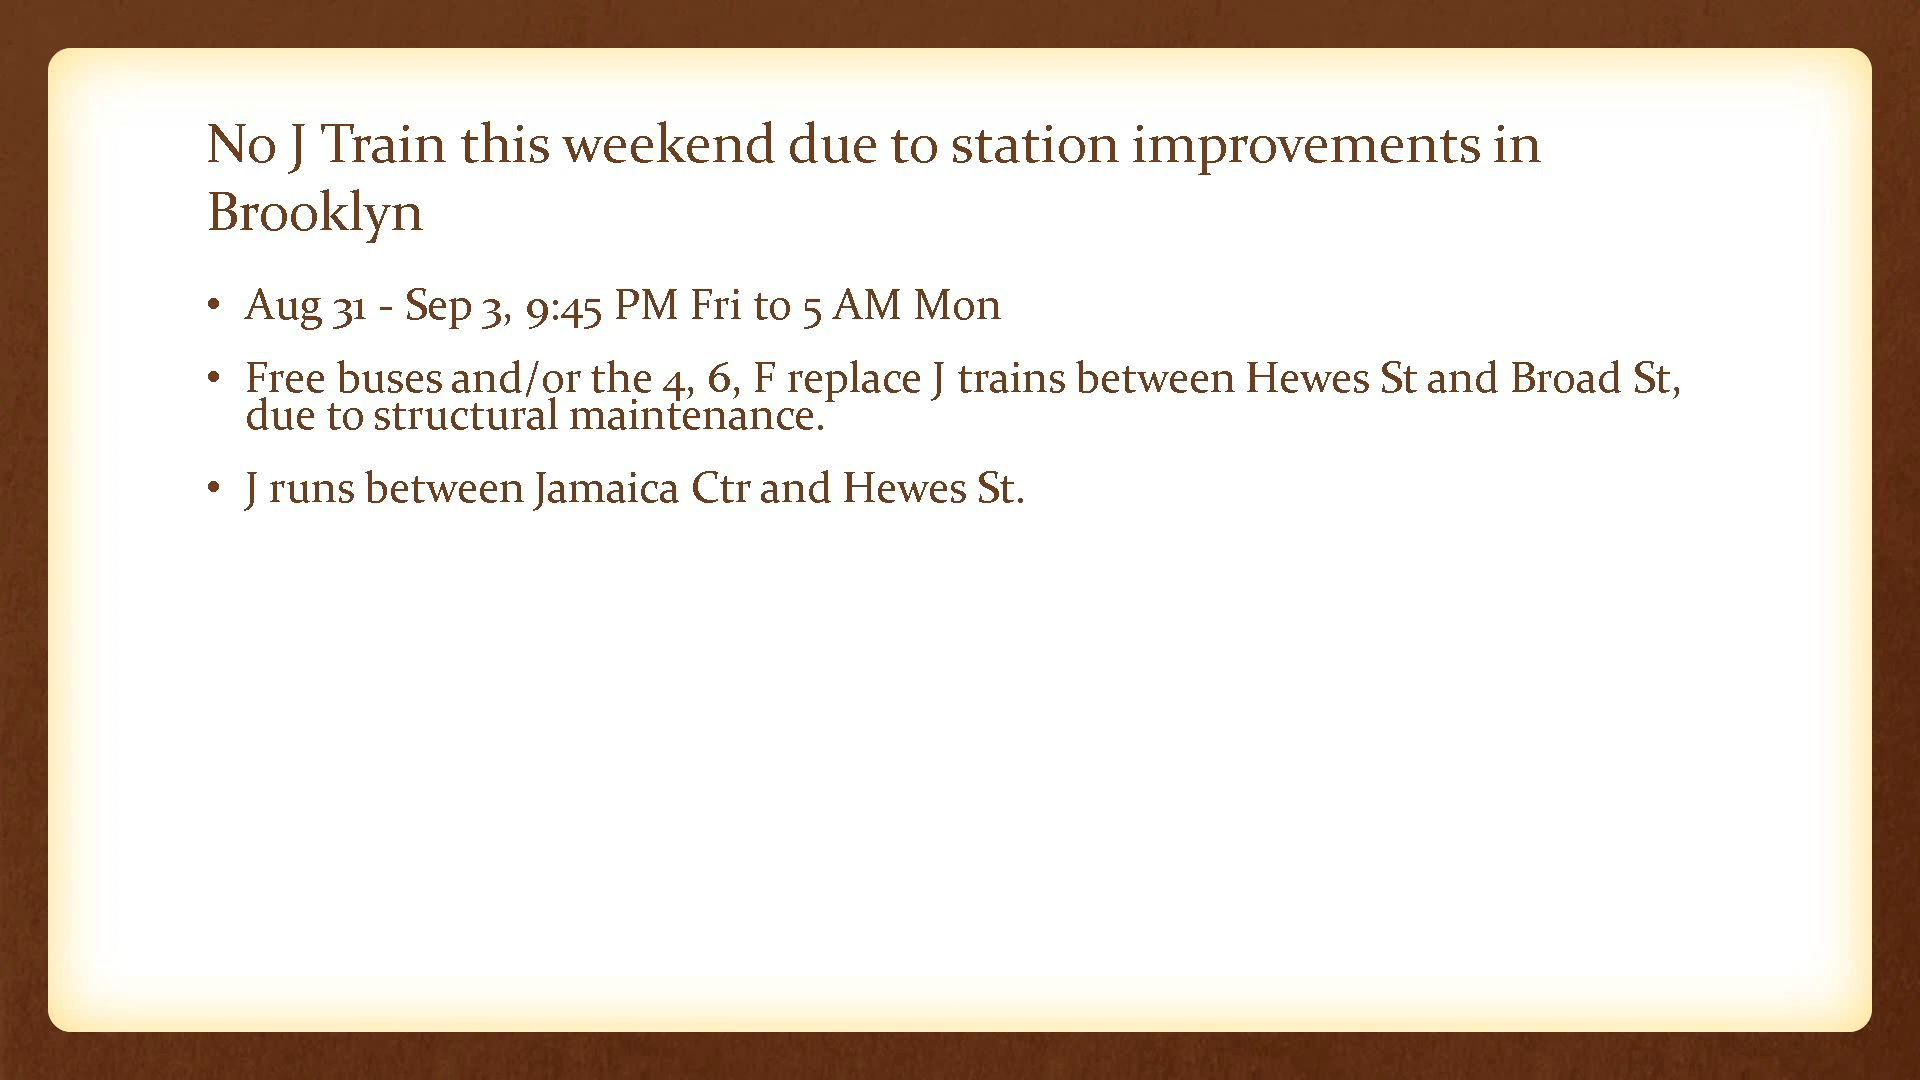 No J Train this weekend due to station improvements in
Brooklyn
• Aug 31 - Sep 3, 9:45 PM Fri to 5 AM Mon
• Free buses and/or the 4, 6, F replace J trains between Hewes St and Broad St,
due to structural maintenance.
• J runs between Jamaica Ctr and Hewes St.